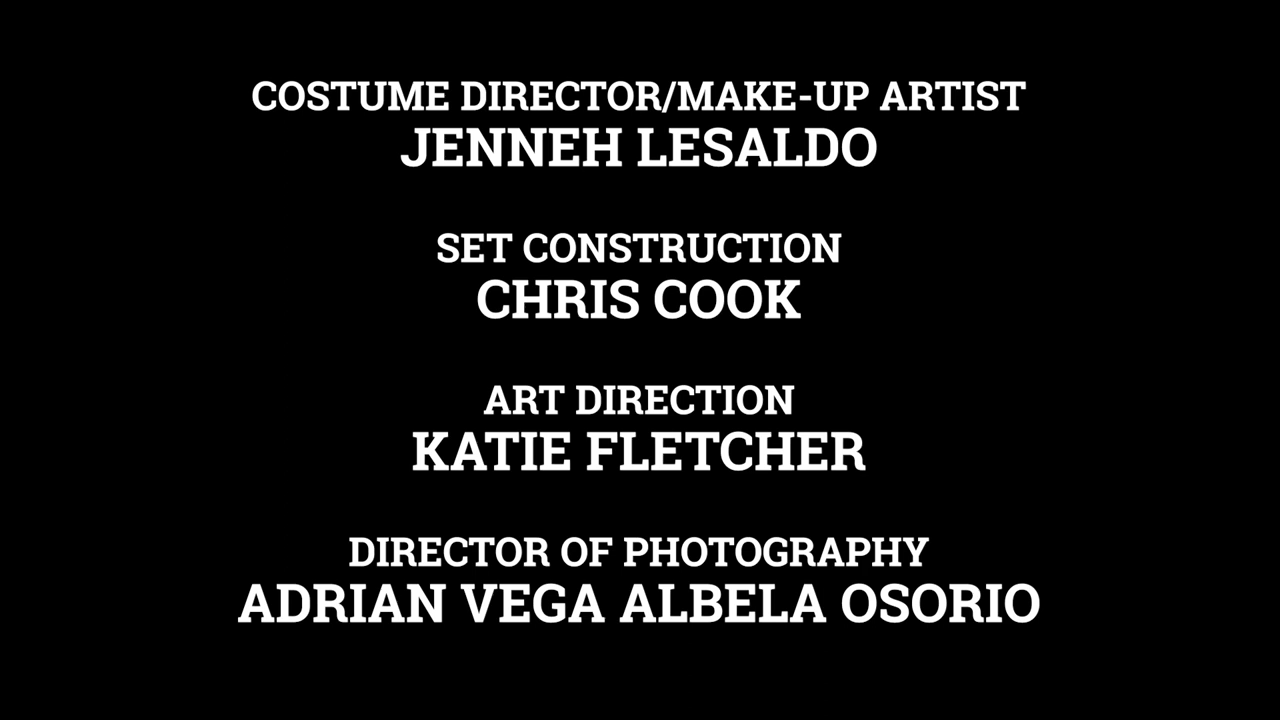 COSTUME DIRECTOR/MAKE-UP ARTIST
JENNEH LESALDO
SET CONSTRUCTION
CHRIS COOK
ART DIRECTION
KATIE FLETCHER
DIRECTOR OF PHOTOGRAPHY
ADRIAN VEGA ALBELA OSORIO